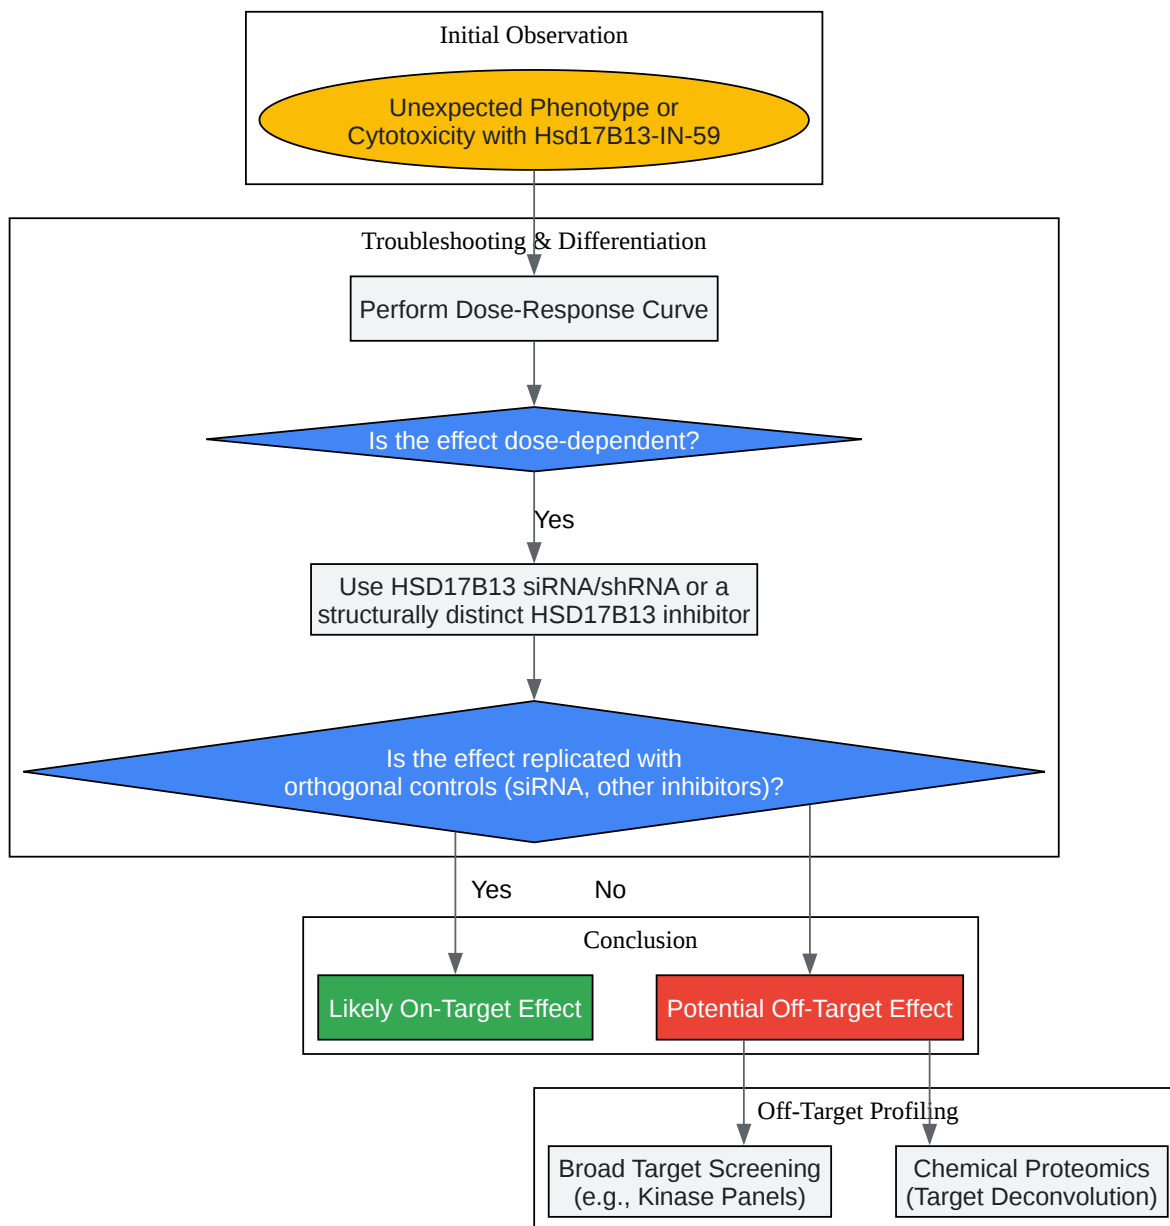 Initial Observation
Unexpected Phenotype or
Cytotoxicity with Hsd17B13-IN-59
Troubleshooting & Differentiation
Perform Dose-Response Curve
Is the effect dose-dependent?
Yes
Use HSD17B13 siRNA/shRNA or a
structurally distinct HSD17B13 inhibitor
Is the effect replicated with
orthogonal controls (siRNA, other inhibitors)?
Yes
No
Conclusion
Likely On-Target Effect
Potential Off-Target Effect
Off-Target Profiling
Broad Target Screening
(e.g., Kinase Panels)
Chemical Proteomics
(Target Deconvolution)